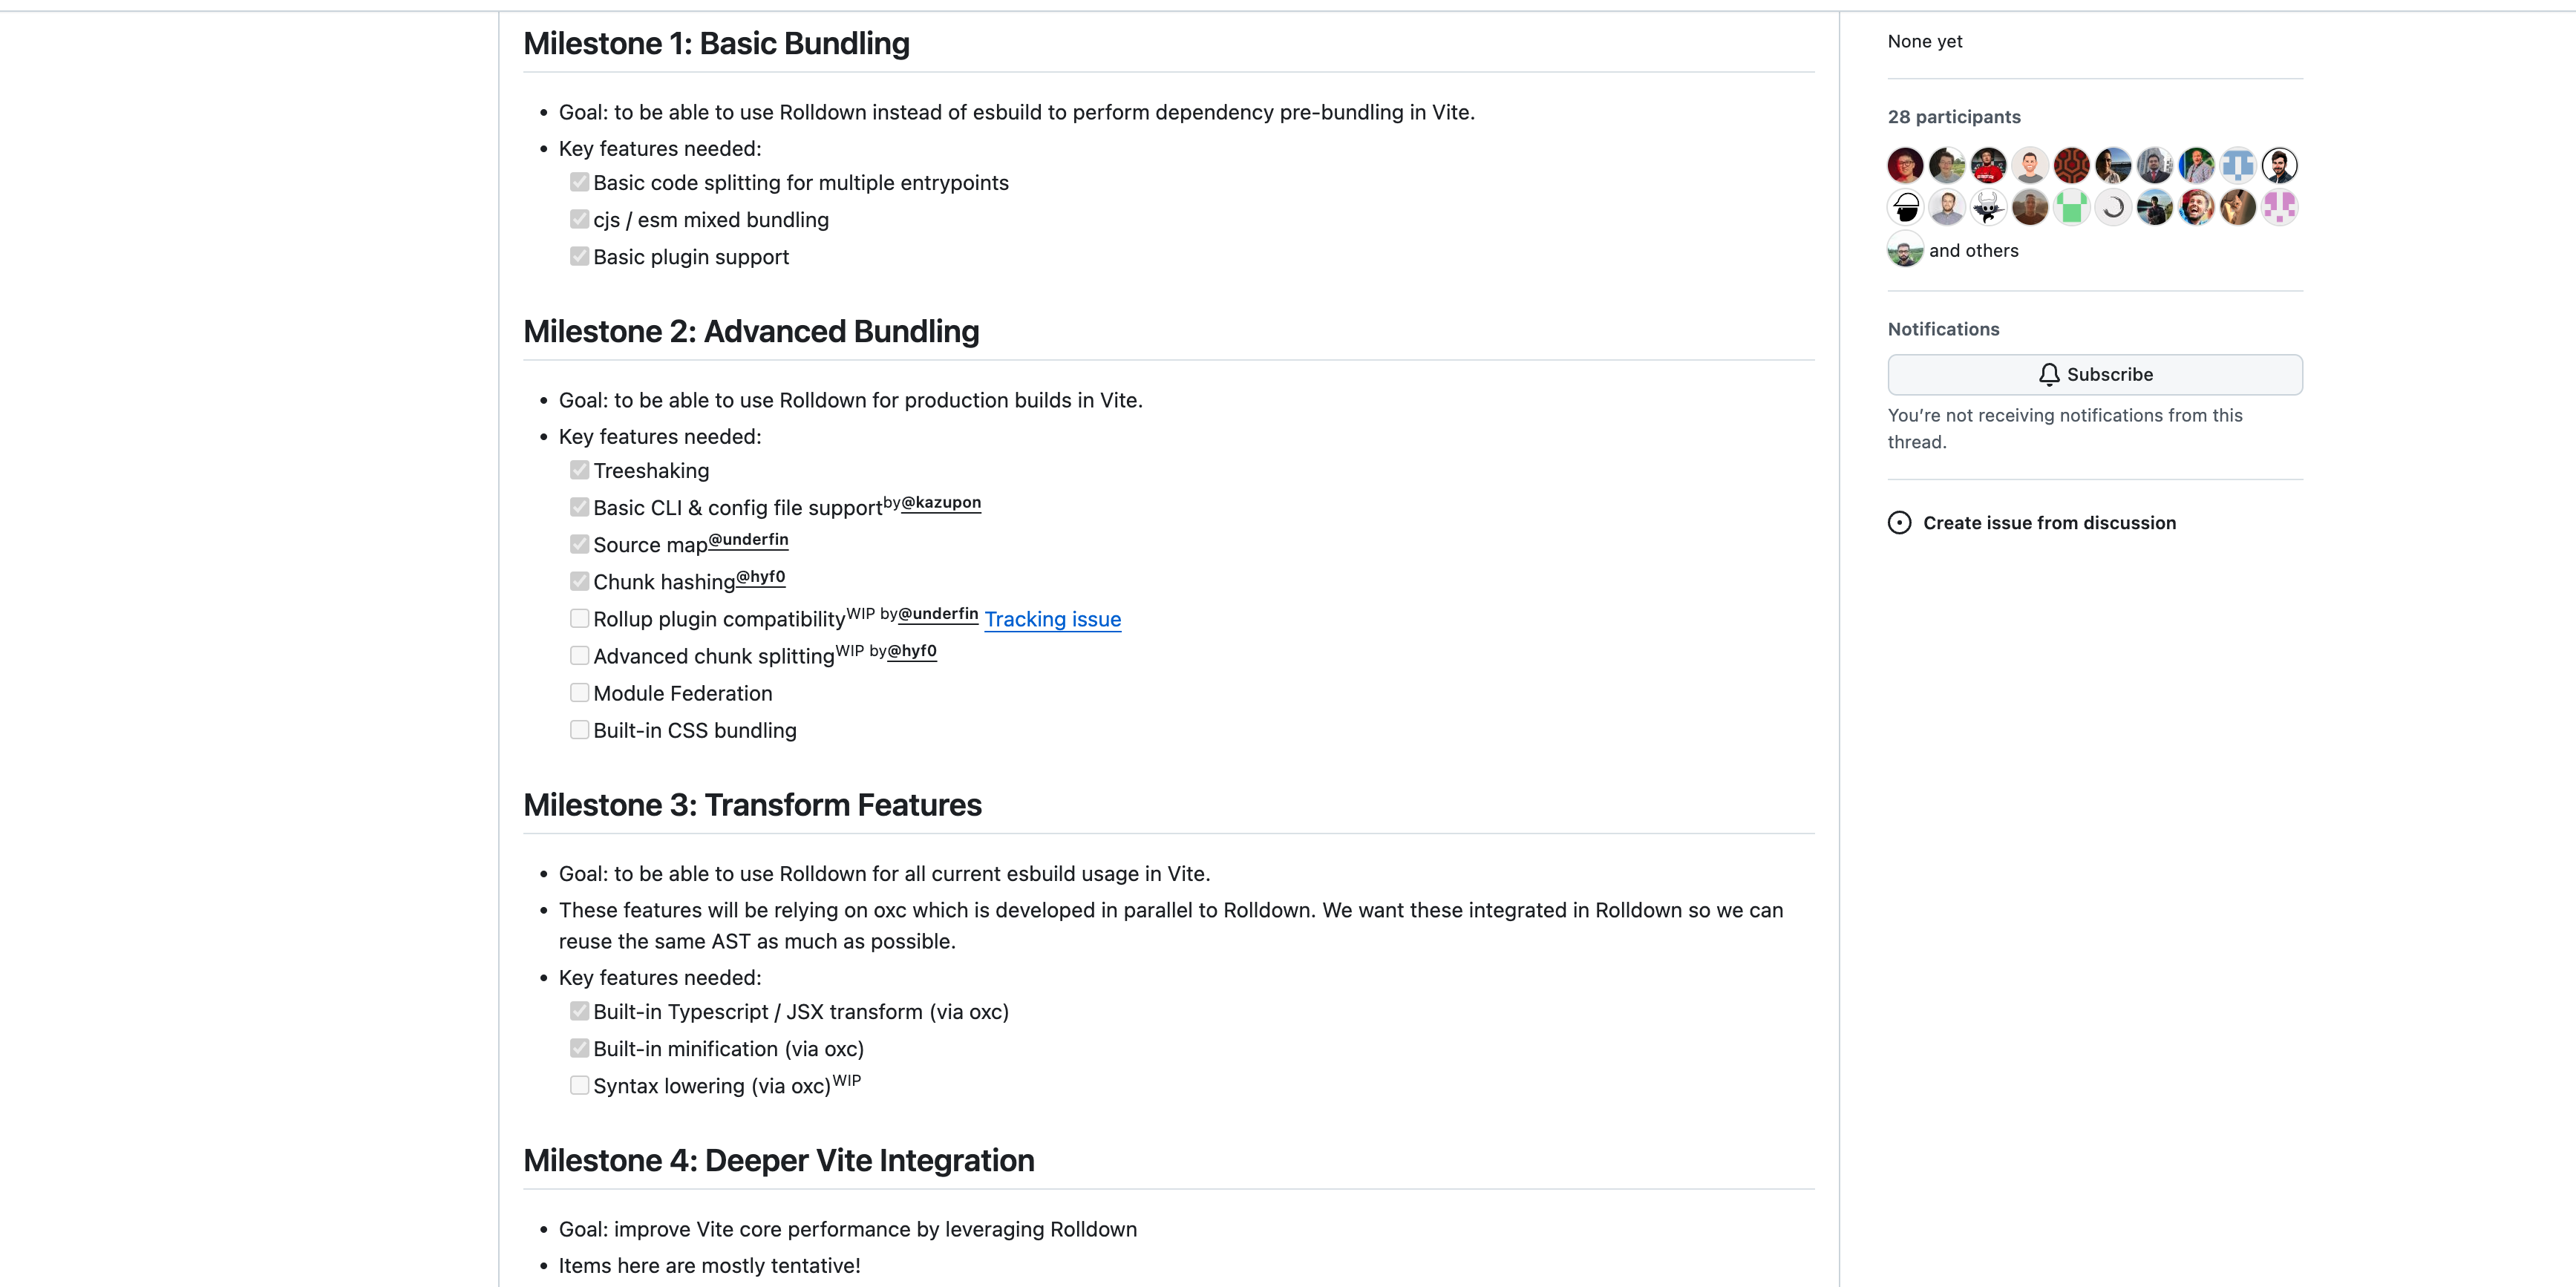 Milestone 1: Basic Bundling
Goal: to be able to use Rolldown instead of esbuild to perform dependency pre-bundling in Vite.
Key features needed:
Basic code splitting for multiple entrypoints
cjs / esm mixed bundling
Basic plugin support
Milestone 2: Advanced Bundling
Goal: to be able to use Rolldown for production builds in Vite.
Key features needed:
Treeshaking
Basic CLI & config file support by @kazupon
Source map @underfin
Chunk hashing @hyf0
Rollup plugin compatibility WIP by @underfin Tracking issue
Advanced chunk splitting WIP by @hyf0
Module Federation
Built-in CSS bundling
Milestone 3: Transform Features
Goal: to be able to use Rolldown for all current esbuild usage in Vite.
These features will be relying on oxc which is developed in parallel to Rolldown. We want these integrated in Rolldown so we can
reuse the same AST as much as possible.
Key features needed:
Built-in Typescript / JSX transform (via oxc)
Built-in minification (via oxc)
Syntax lowering (via oxc) WIP
Milestone 4: Deeper Vite Integration
Goal: improve Vite core performance by leveraging Rolldown
Items here are mostly tentative!
None yet
28 participants
and others
Notifications
Subscribe
You’re not receiving notifications from this
thread.
Create issue from discussion